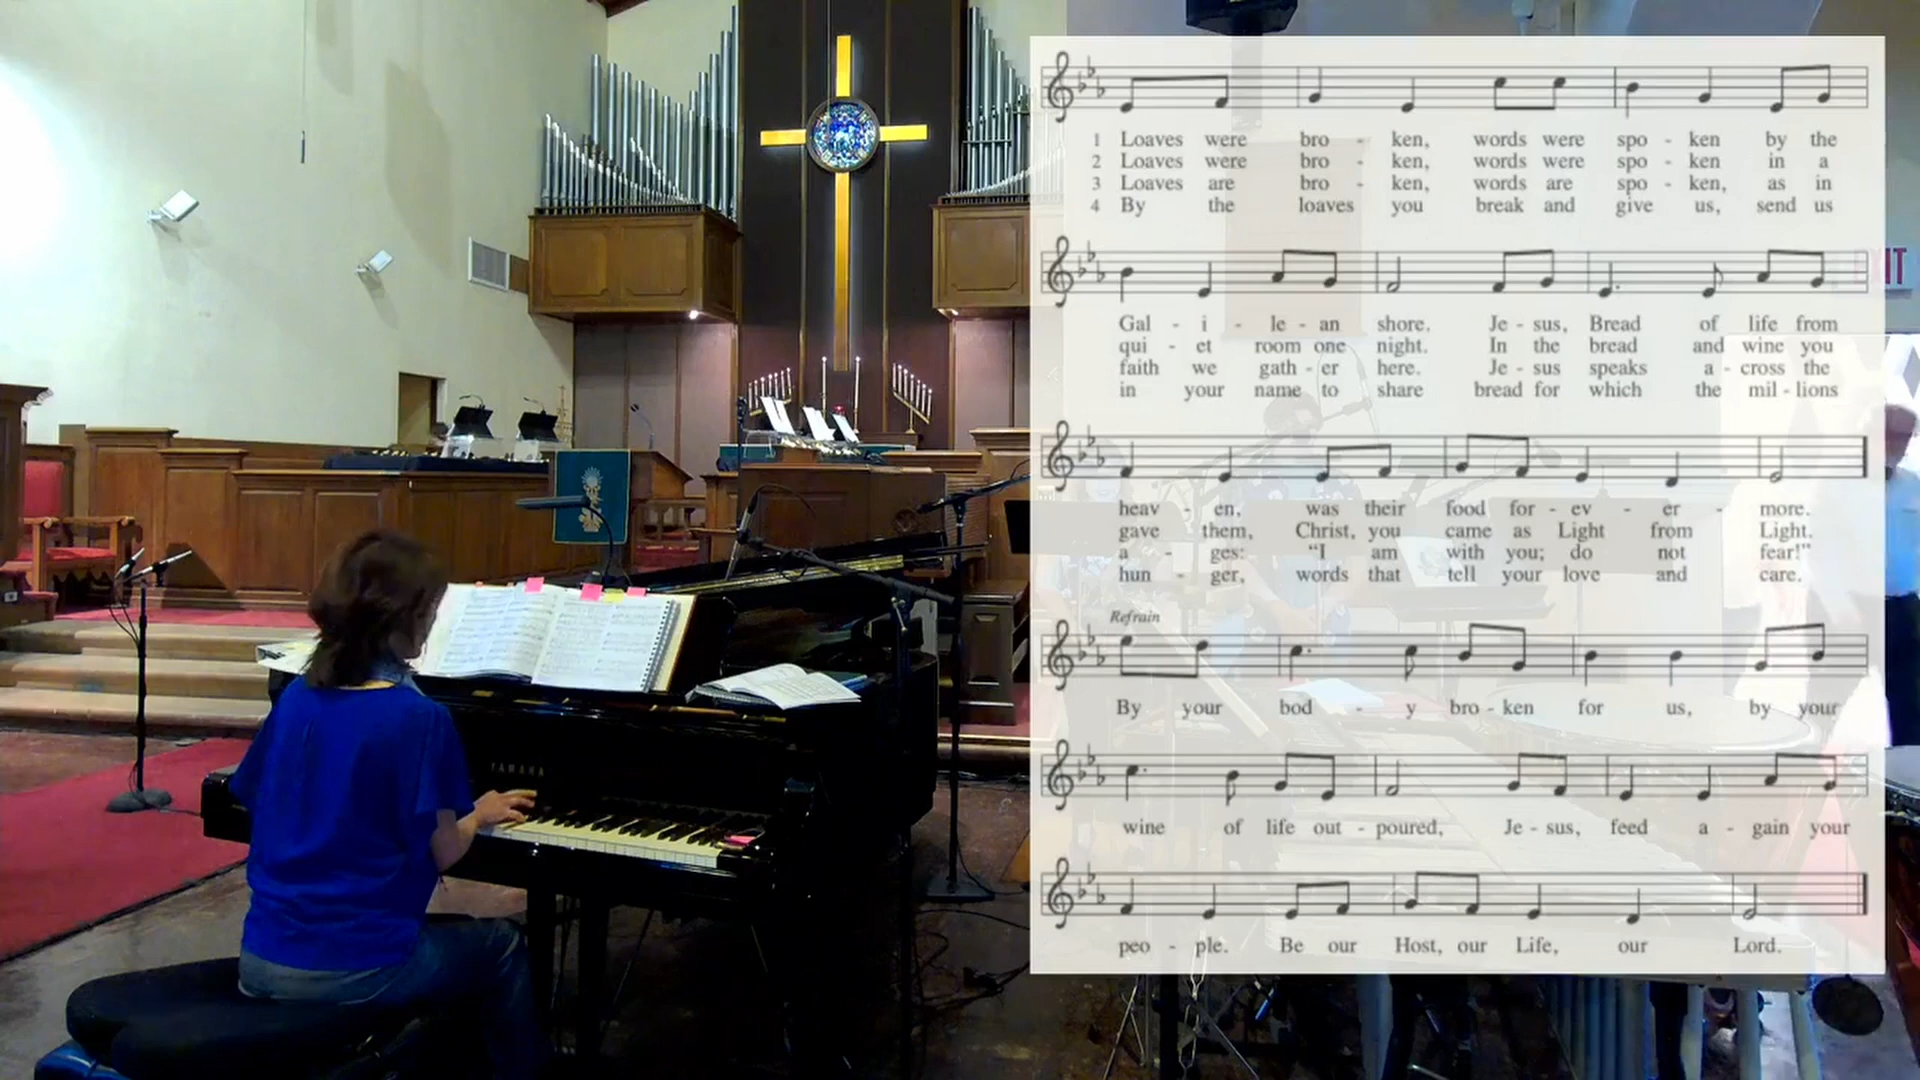 1 Loaves were bro - ken, words were spo - ken by the
2 Loaves were bro - ken, words were spo - ken in a
3 Loaves are bro - ken, words are spo - ken, as in
4 By the loaves you break and give us, send us
Gal - i - le - an shore. Je - sus, Bread of life from
qui - et room one night. In the bread and wine you
faith we gath - er here. Je - sus speaks a - cross the
in your name to share bread for which the mil - lions
heav - en, was their food for - ev - er - more.
gave them, Christ, you came as Light from Light.
a - ges: “I am with you; do not fear!”
hun - ger, words that tell your love and care.
Refrain
By your bod - y bro - ken for us, by your
wine of life out - poured, Je - sus, feed a - gain your
peo - ple. Be our Host, our Life, our Lord.
YAMAHA
EXIT